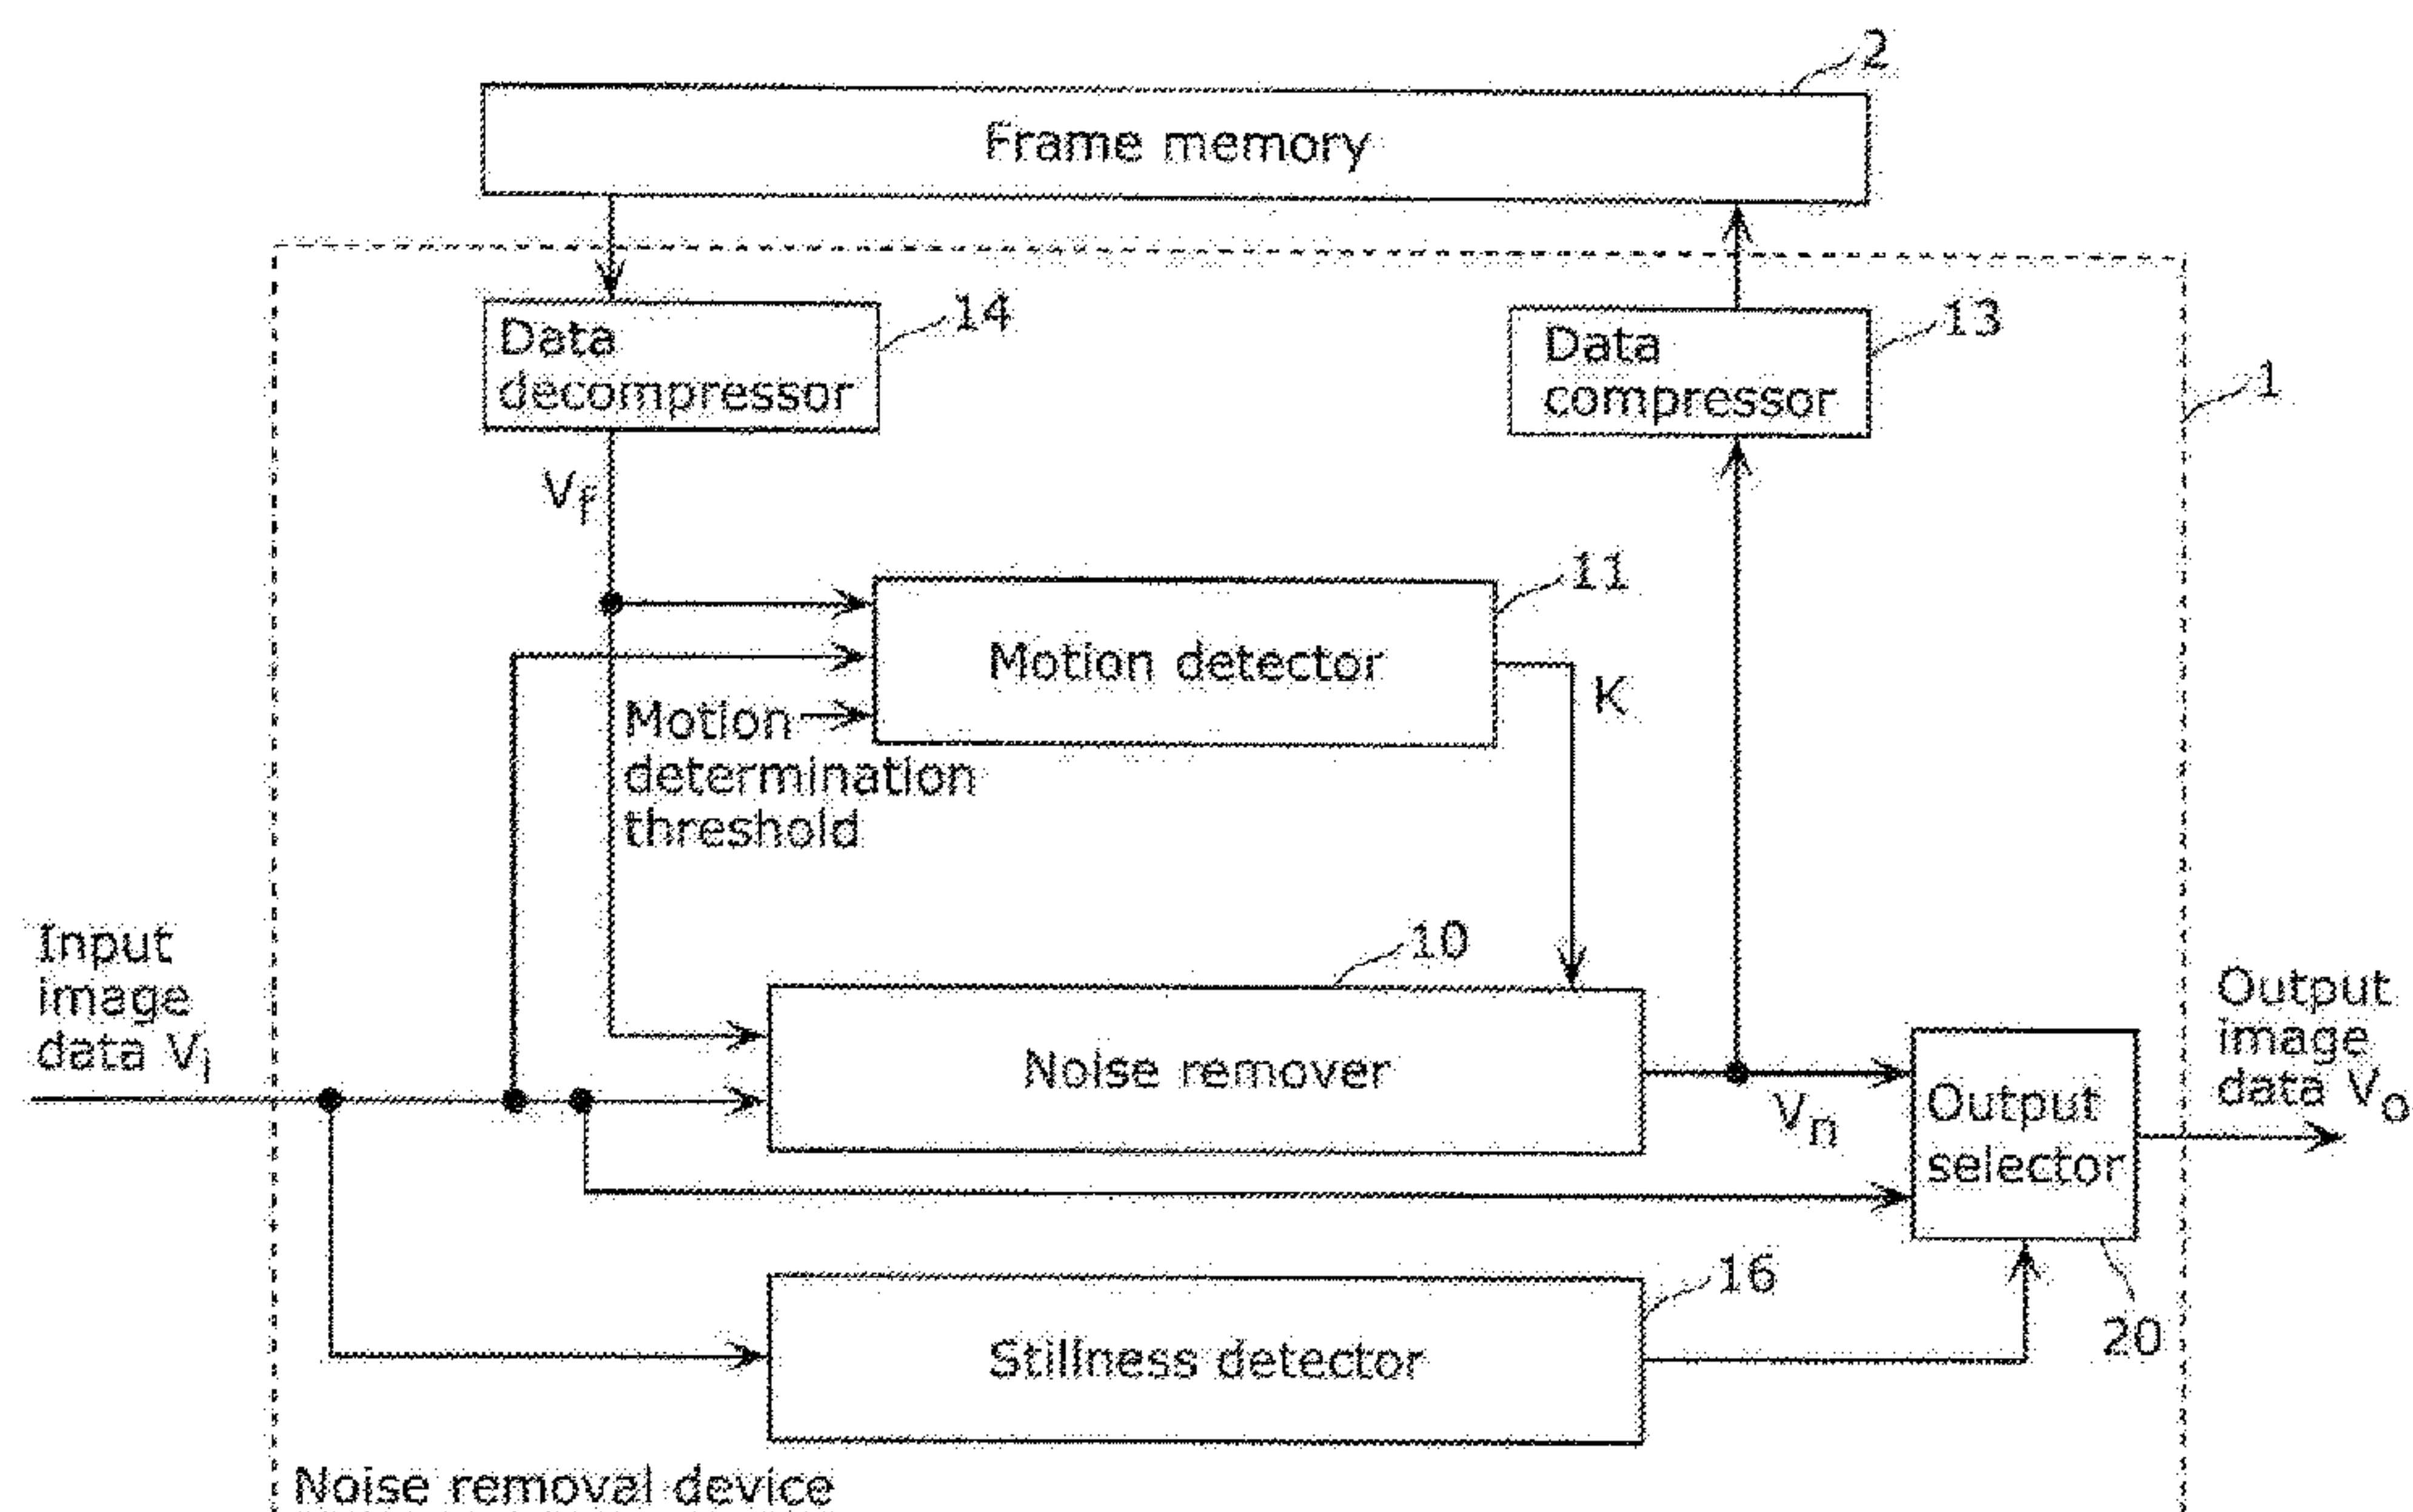 2
Frame memory
14
Data
decompressor
13
Data
compressor
1
Vf
11
Motion detector
K
Motion
determination
threshold
10
Input
image
data Vi
Noise remover
Output
image
data Vo
Vn
Output
selector
16
Stillness detector
20
Noise removal device